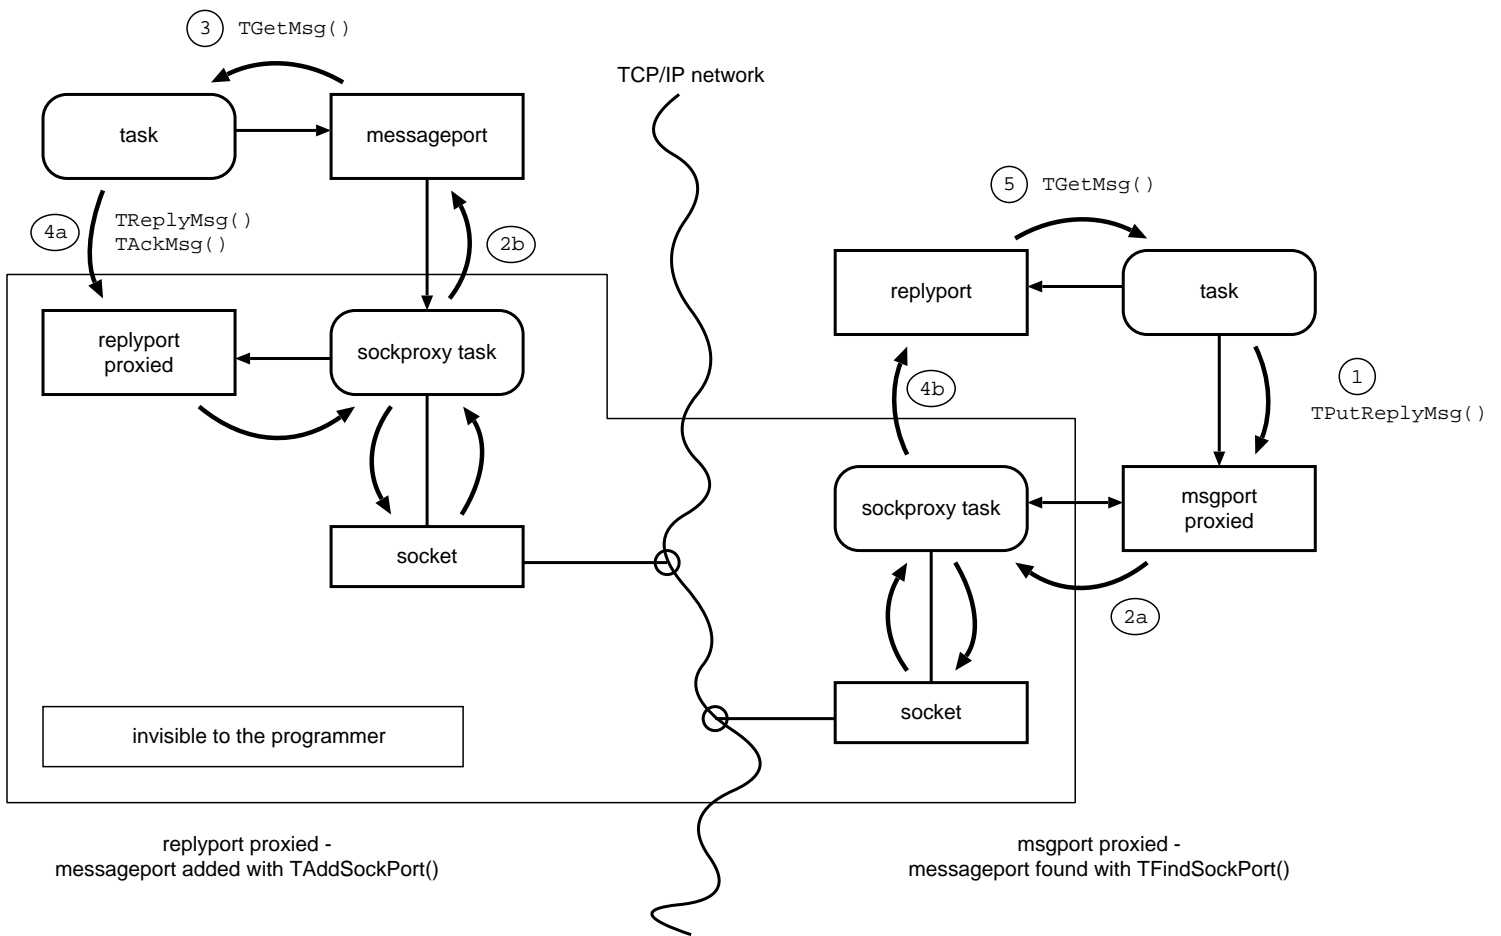 3 TGetMsg()
TCP/IP network
task
messageport
5 TGetMsg()
4a
TReplyMsg()
TAckMsg()
2b
replyport
task
replyport
proxied
sockproxy task
4b
1
TPutReplyMsg()
sockproxy task
msgport
proxied
socket
2a
socket
invisible to the programmer
replyport proxied -
messageport added with TAddSockPort()
msgport proxied -
messageport found with TFindSockPort()